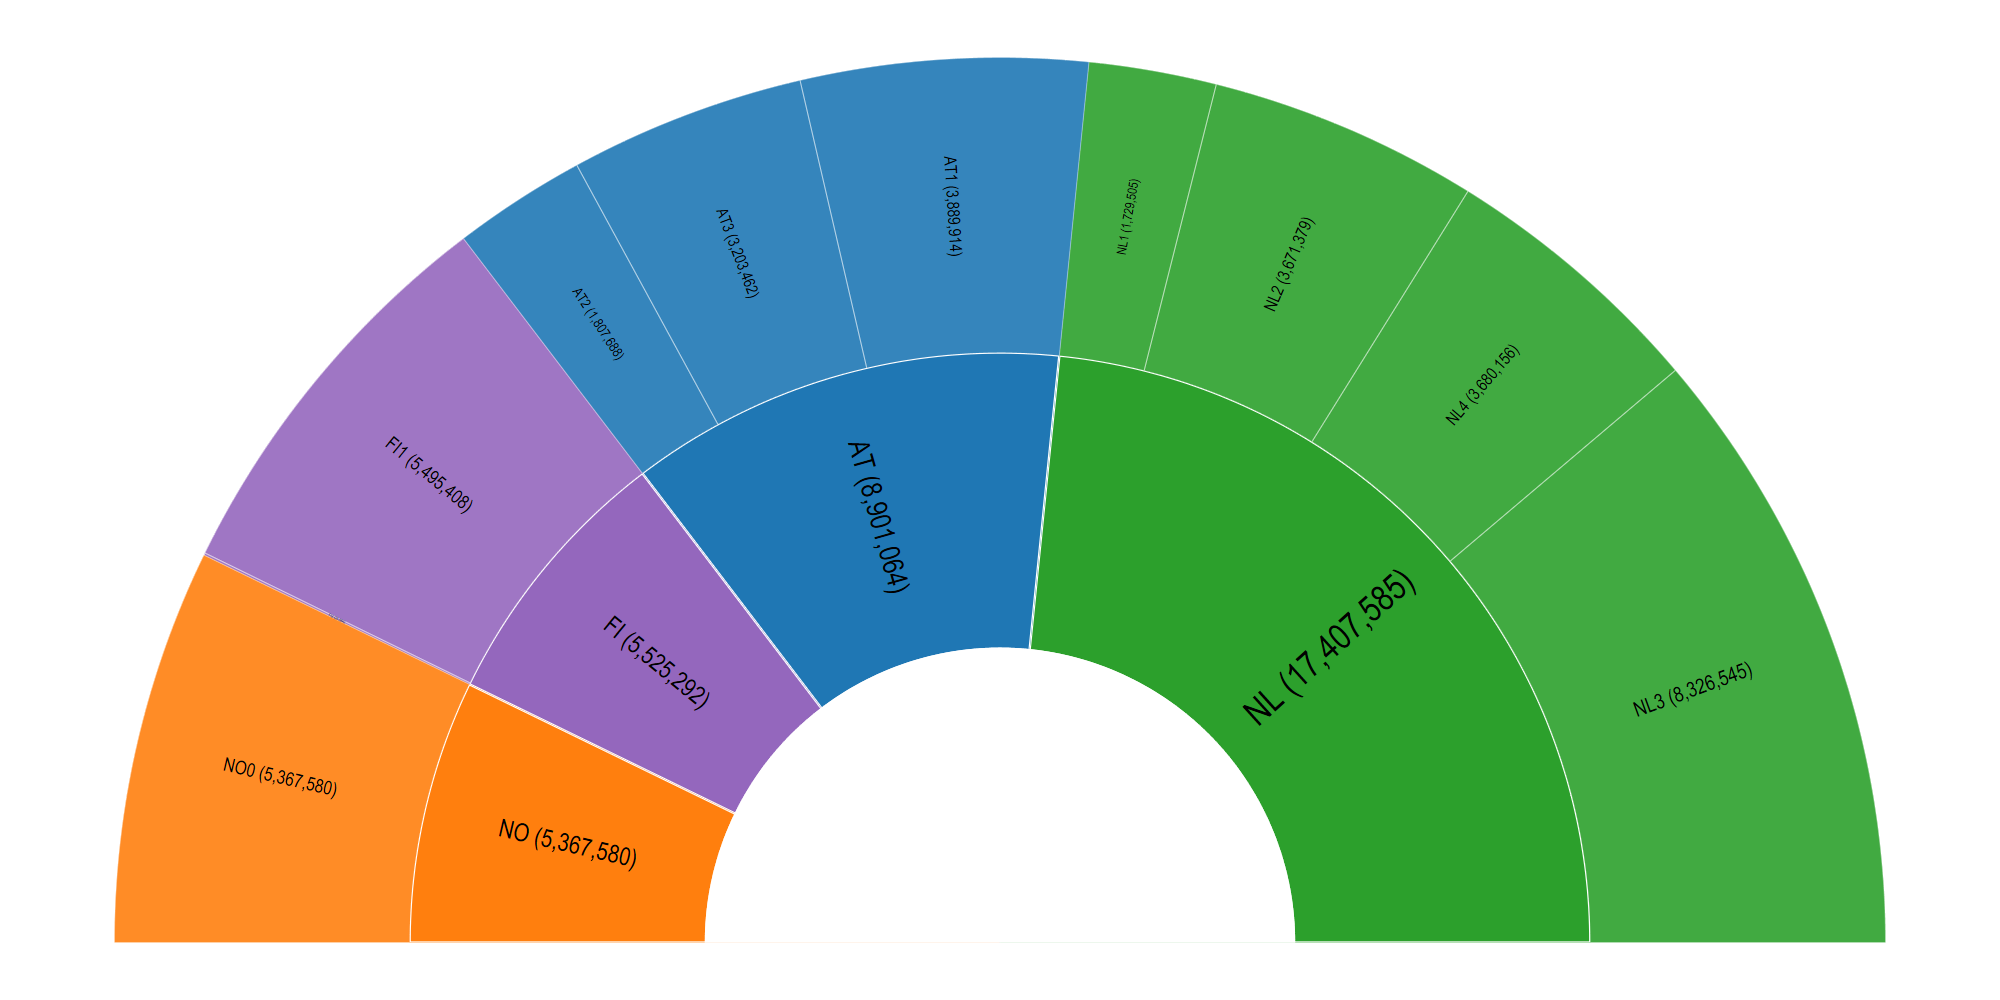 AT1 (3,889,914)
NL1 (1,729,505)
AT3 (3,203,462)
NL2 (3,671,379)
AT2 (1,807,688)
NL4 (3,680,156)
FI1 (5,495,408)
AT (8,901,064)
NL (17,407,585)
FI (5,525,292)
NL3 (8,326,545)
NO0 (5,367,580)
NO (5,367,580)